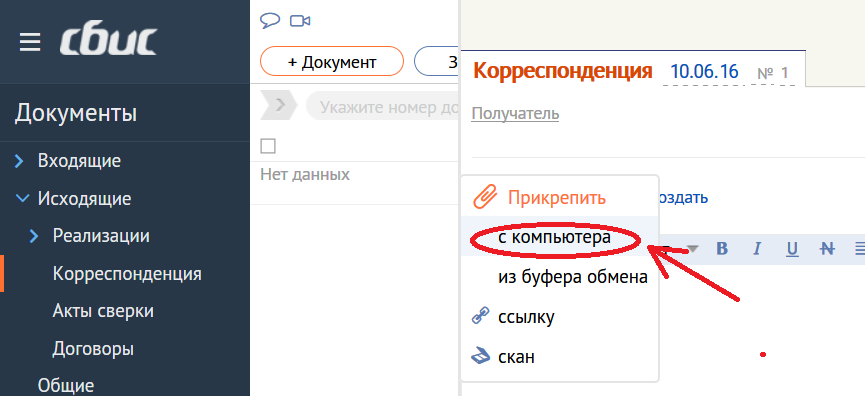 сбис
Документы
Входящие
Исходящие
Реализации
Корреспонденция
Акты сверки
Договоры
Общие
+ Документ
З
Укажите номер до
Нет данных
Корреспонденция 10.06.16 № 1
Получатель
Прикрепить
оздать
с компьютера
B I U N
из буфера обмена
ссылку
скан